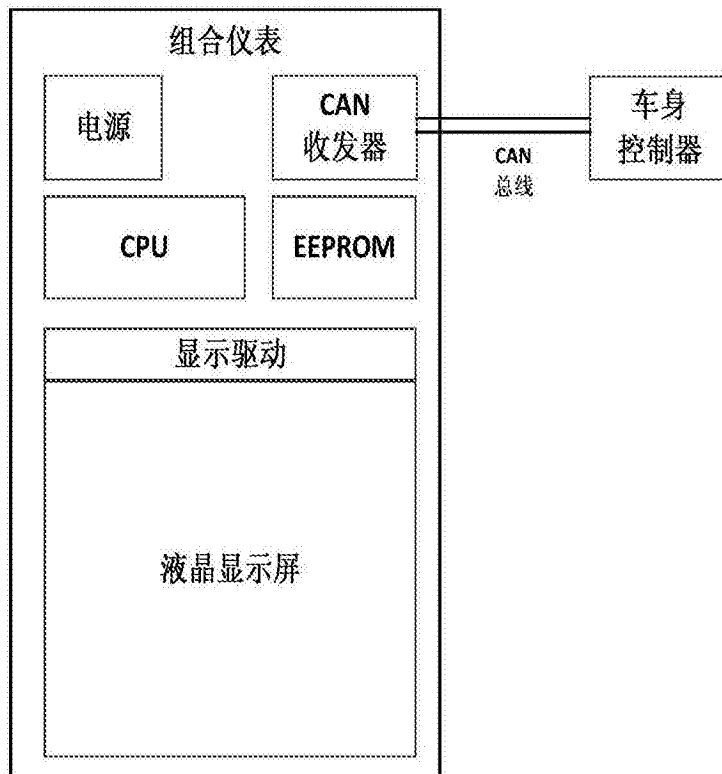 组合仪表
电源
CAN
收发器
车身
控制器
CAN
总线
CPU
EEPROM
显示驱动
液晶显示屏